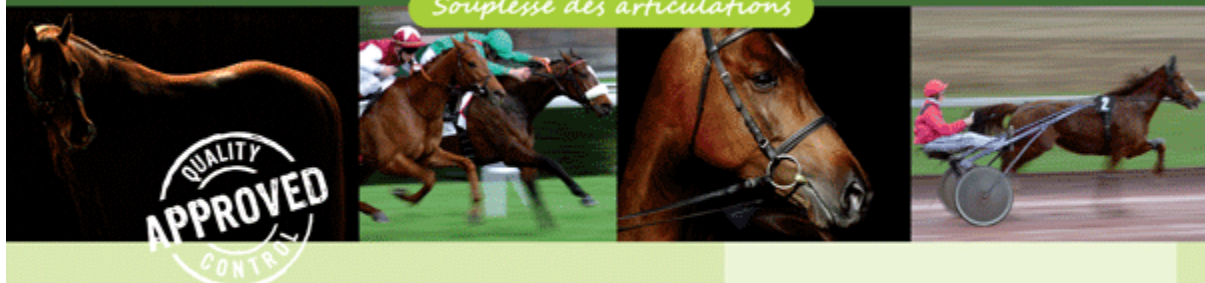 Souplesse des articulations
QUALITY
APPROVED
CONTROL
2